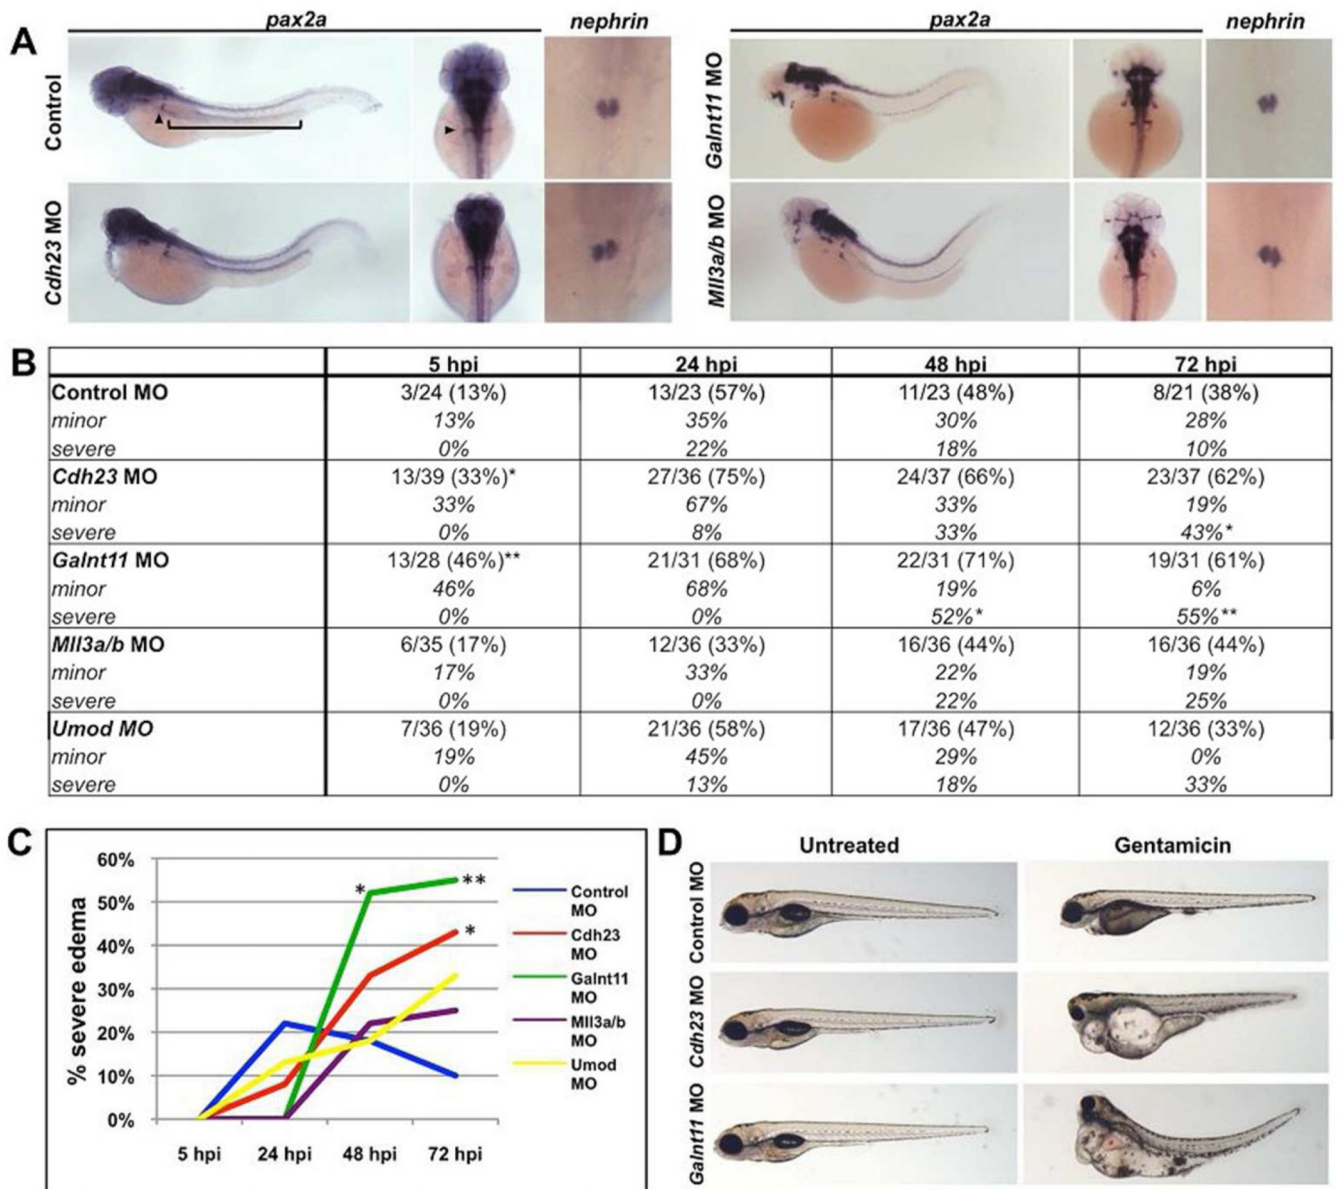 A
pax2a nephrin
Control
Cdh23 MO
pax2a nephrin
Galnt11 MO
Mll3a/b MO
B
5 hpi 24 hpi 48 hpi 72 hpi
Control MO 3/24 (13%) 13/23 (57%) 11/23 (48%) 8/21 (38%)
minor 13% 35% 30% 28%
severe 0% 22% 18% 10%
Cdh23 MO 13/39 (33%)* 27/36 (75%) 24/37 (66%) 23/37 (62%)
minor 33% 67% 33% 19%
severe 0% 8% 33% 43%*
Galnt11 MO 13/28 (46%)** 21/31 (68%) 22/31 (71%) 19/31 (61%)
minor 46% 68% 19% 6%
severe 0% 0% 52%* 55%**
Mll3a/b MO 6/35 (17%) 12/36 (33%) 16/36 (44%) 16/36 (44%)
minor 17% 33% 22% 19%
severe 0% 0% 22% 25%
Umod MO 7/36 (19%) 21/36 (58%) 17/36 (47%) 12/36 (33%)
minor 19% 45% 29% 0%
severe 0% 13% 18% 33%
C
% severe edema
60%
50%
40%
30%
20%
10%
0%
5 hpi 24 hpi 48 hpi 72 hpi
* **
*
Control
MO
Cdh23
MO
Galnt11
MO
Mll3a/b
MO
Umod
MO
D
Untreated Gentamicin
Control MO
Cdh23 MO
Galnt11 MO